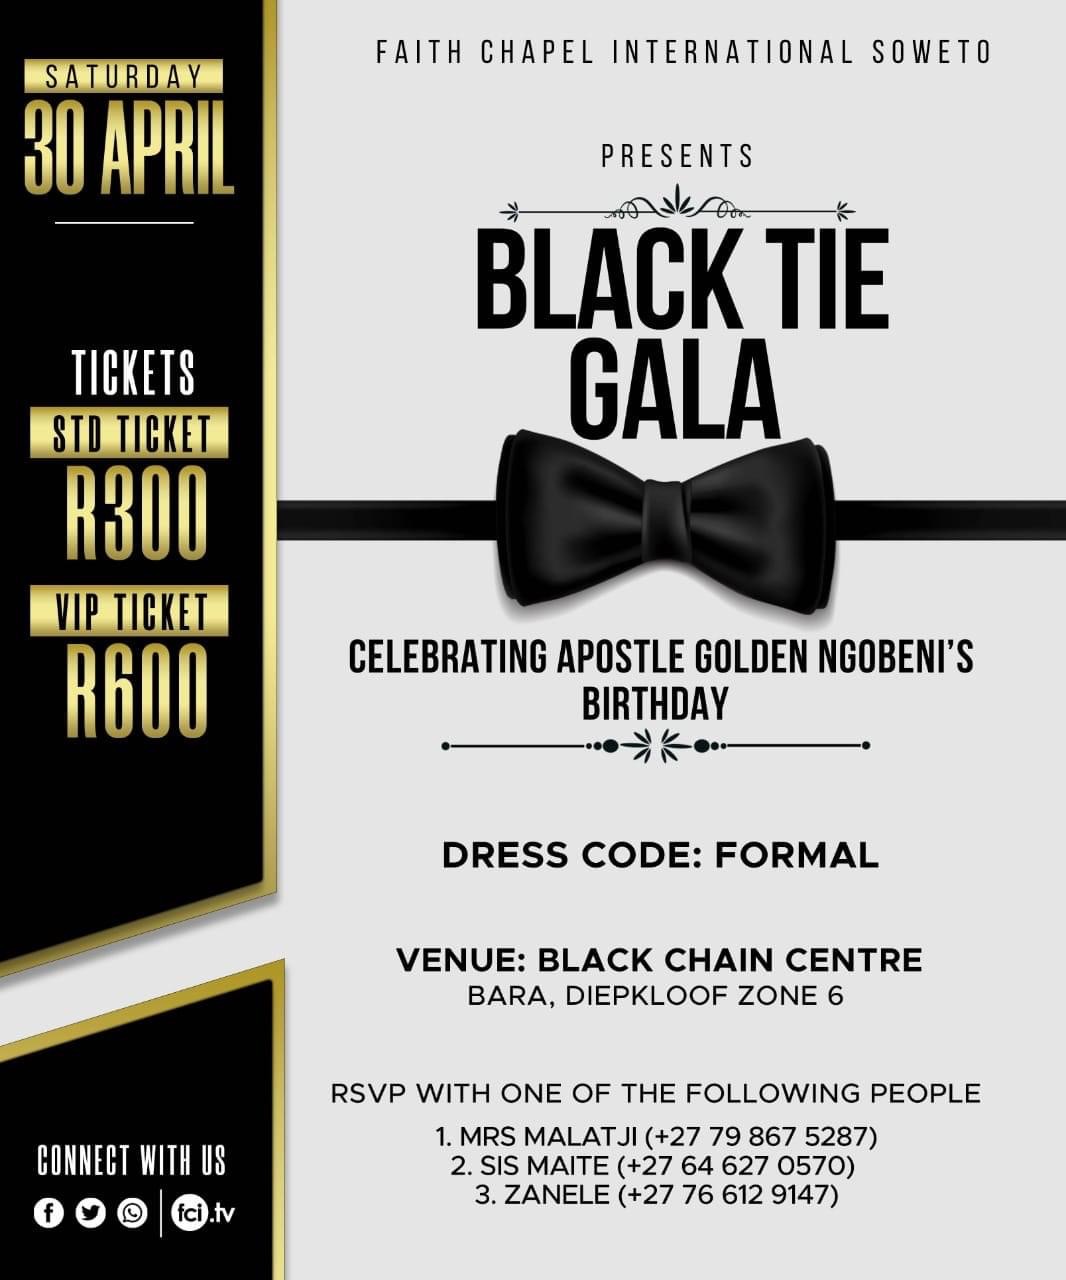 SATURDAY
30 APRIL
TICKETS
STD TICKET
R300
VIP TICKET
R600
CONNECT WITH US
fci.tv
FAITH CHAPEL INTERNATIONAL SOWETO
PRESENTS
BLACK TIE
GALA
CELEBRATING APOSTLE GOLDEN NGOBENI'S
BIRTHDAY
DRESS CODE: FORMAL
VENUE: BLACK CHAIN CENTRE
BARA, DIEPKLOOF ZONE 6
RSVP WITH ONE OF THE FOLLOWING PEOPLE
1. MRS MALATJI (+27 79 867 5287)
2. SIS MAITE (+27 64 627 0570)
3. ZANELE (+27 76 612 9147)